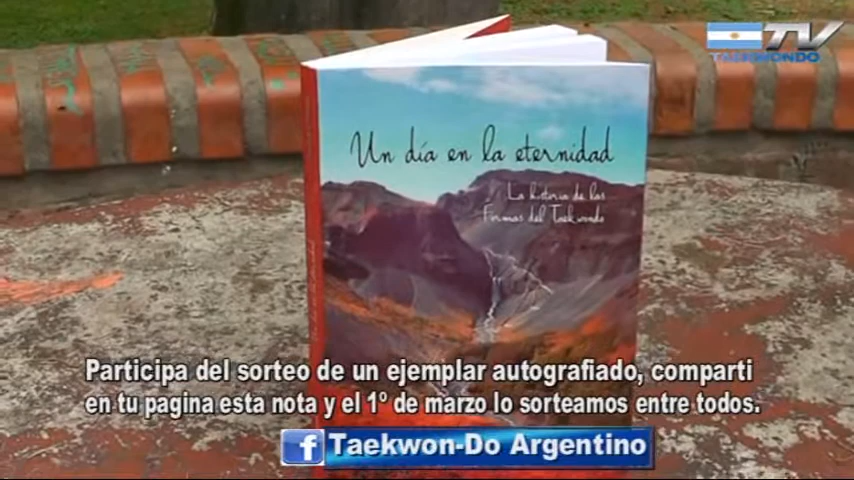 TV
TAEKWONDO
Un día en la eternidad
La historia de las
Formas del Taekwondo
Participa del sorteo de un ejemplar autografiado, comparti
en tu pagina esta nota y el 1º de marzo lo sorteamos entre todos.
f Taekwon-Do Argentino